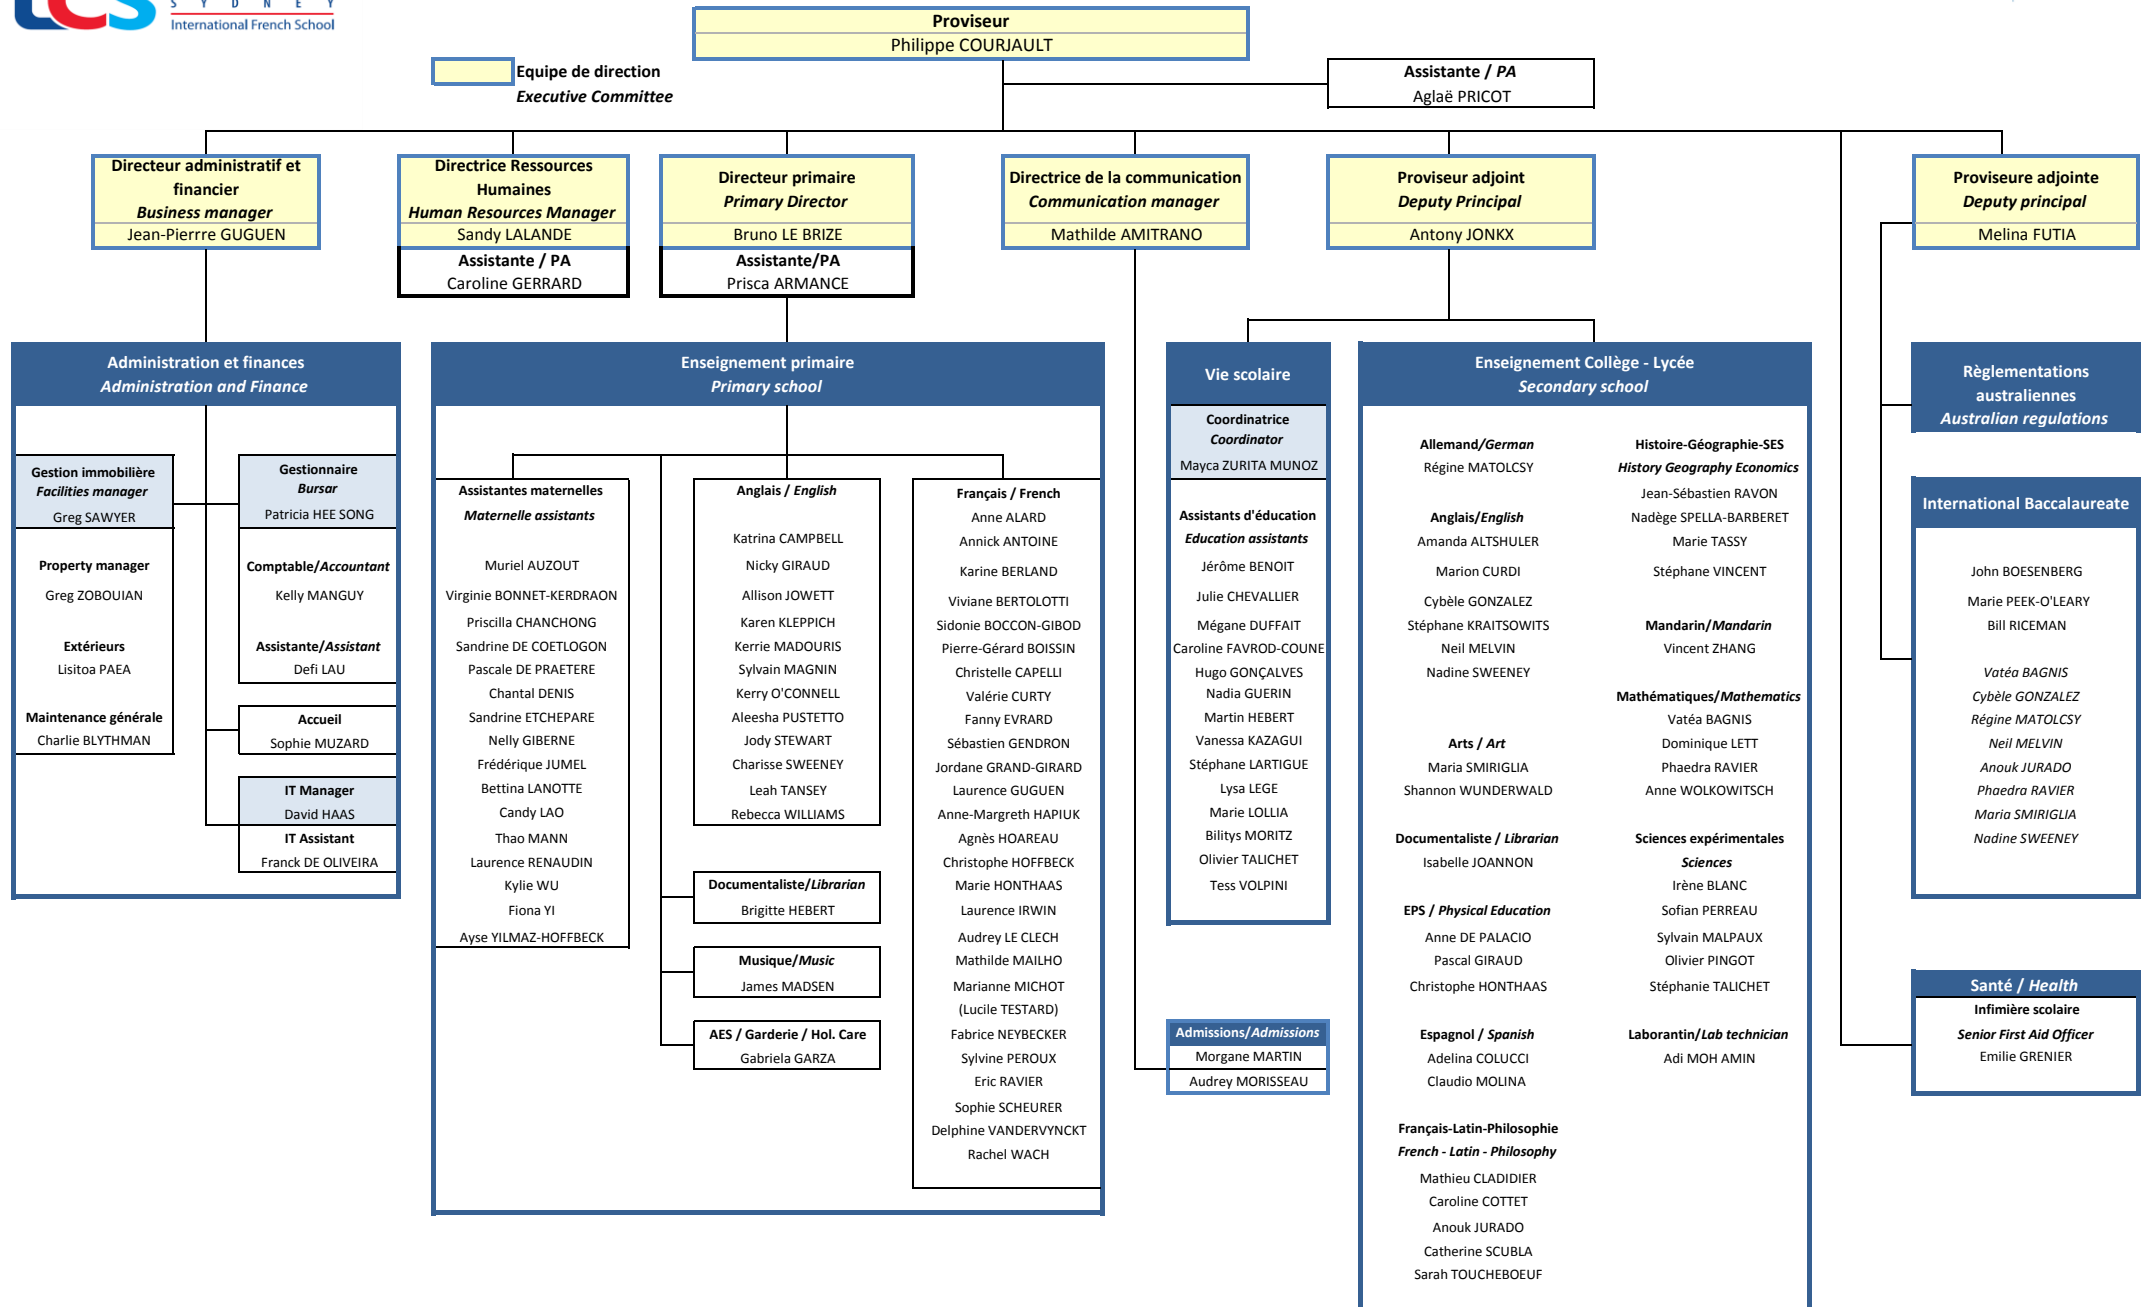 LCS
SYDNEY
International French School
Proviseur
Philippe COURJAULT
Equipe de direction
Executive Committee
Assistante / PA
Aglaë PRICOT
Directeur administratif et
financier
Business manager
Jean-Pierrre GUGUEN
Directrice Ressources
Humaines
Human Resources Manager
Sandy LALANDE
Assistante / PA
Caroline GERRARD
Directeur primaire
Primary Director
Bruno LE BRIZE
Assistante/PA
Prisca ARMANCE
Directrice de la communication
Communication manager
Mathilde AMITRANO
Proviseur adjoint
Deputy Principal
Antony JONKX
Proviseure adjointe
Deputy principal
Melina FUTIA
Administration et finances
Administration and Finance
Gestion immobilière
Facilities manager
Greg SAWYER
Property manager
Greg ZOBOUIAN
Extérieurs
Lisitoa PAEA
Maintenance générale
Charlie BLYTHMAN
Gestionnaire
Bursar
Patricia HEE SONG
Comptable/Accountant
Kelly MANGUY
Assistante/Assistant
Defi LAU
Accueil
Sophie MUZARD
IT Manager
David HAAS
IT Assistant
Franck DE OLIVEIRA
Enseignement primaire
Primary school
Assistantes maternelles
Maternelle assistants
Muriel AUZOUT
Virginie BONNET-KERDRAON
Priscilla CHANCHONG
Sandrine DE COETLOGON
Pascale DE PRAETERE
Chantal DENIS
Sandrine ETCHEPARE
Nelly GIBERNE
Frédérique JUMEL
Bettina LANOTTE
Candy LAO
Thao MANN
Laurence RENAUDIN
Kylie WU
Fiona YI
Ayse YILMAZ-HOFFBECK
Anglais / English
Katrina CAMPBELL
Nicky GIRAUD
Allison JOWETT
Karen KLEPPICH
Kerrie MADOURIS
Sylvain MAGNIN
Kerry O'CONNELL
Aleesha PUSTETTO
Jody STEWART
Charisse SWEENEY
Leah TANSEY
Rebecca WILLIAMS
Documentaliste/Librarian
Brigitte HEBERT
Musique/Music
James MADSEN
AES / Garderie / Hol. Care
Gabriela GARZA
Français / French
Anne ALARD
Annick ANTOINE
Karine BERLAND
Viviane BERTOLOTTI
Sidonie BOCCON-GIBOD
Pierre-Gérard BOISSIN
Christelle CAPELLI
Valérie CURTY
Fanny EVRARD
Sébastien GENDRON
Jordane GRAND-GIRARD
Laurence GUGUEN
Anne-Margreth HAPIUK
Agnès HOAREAU
Christophe HOFFBECK
Marie HONTHAAS
Laurence IRWIN
Audrey LE CLECH
Mathilde MAILHO
Marianne MICHOT
(Lucile TESTARD)
Fabrice NEYBECKER
Sylvine PEROUX
Eric RAVIER
Sophie SCHEURER
Delphine VANDERVYNCKT
Rachel WACH
Vie scolaire
Coordinatrice
Coordinator
Mayca ZURITA MUNOZ
Assistants d'éducation
Education assistants
Jérôme BENOIT
Julie CHEVALLIER
Mégane DUFFAIT
Caroline FAVROD-COUNE
Hugo GONÇALVES
Nadia GUERIN
Martin HEBERT
Vanessa KAZAGUI
Stéphane LARTIGUE
Lysa LEGE
Marie LOLLIA
Bilitys MORITZ
Olivier TALICHET
Tess VOLPINI
Admissions/Admissions
Morgane MARTIN
Audrey MORISSEAU
Enseignement Collège - Lycée
Secondary school
Allemand/German
Régine MATOLCSY
Anglais/English
Amanda ALTSHULER
Marion CURDI
Cybèle GONZALEZ
Stéphane KRAITSOWITS
Neil MELVIN
Nadine SWEENEY
Arts / Art
Maria SMIRIGLIA
Shannon WUNDERWALD
Documentaliste / Librarian
Isabelle JOANNON
EPS / Physical Education
Anne DE PALACIO
Pascal GIRAUD
Christophe HONTHAAS
Espagnol / Spanish
Adelina COLUCCI
Claudio MOLINA
Français-Latin-Philosophie
French - Latin - Philosophy
Mathieu CLADIDIER
Caroline COTTET
Anouk JURADO
Catherine SCUBLA
Sarah TOUCHEBOEUF
Histoire-Géographie-SES
History Geography Economics
Jean-Sébastien RAVON
Nadège SPELLA-BARBERET
Marie TASSY
Stéphane VINCENT
Mandarin/Mandarin
Vincent ZHANG
Mathématiques/Mathematics
Vatéa BAGNIS
Dominique LETT
Phaedra RAVIER
Anne WOLKOWITSCH
Sciences expérimentales
Sciences
Irène BLANC
Sofian PERREAU
Sylvain MALPAUX
Olivier PINGOT
Stéphanie TALICHET
Laborantin/Lab technician
Adi MOH AMIN
Règlementations
australiennes
Australian regulations
International Baccalaureate
John BOESENBERG
Marie PEEK-O'LEARY
Bill RICEMAN
Vatéa BAGNIS
Cybèle GONZALEZ
Régine MATOLCSY
Neil MELVIN
Anouk JURADO
Phaedra RAVIER
Maria SMIRIGLIA
Nadine SWEENEY
Santé / Health
Infimière scolaire
Senior First Aid Officer
Emilie GRENIER